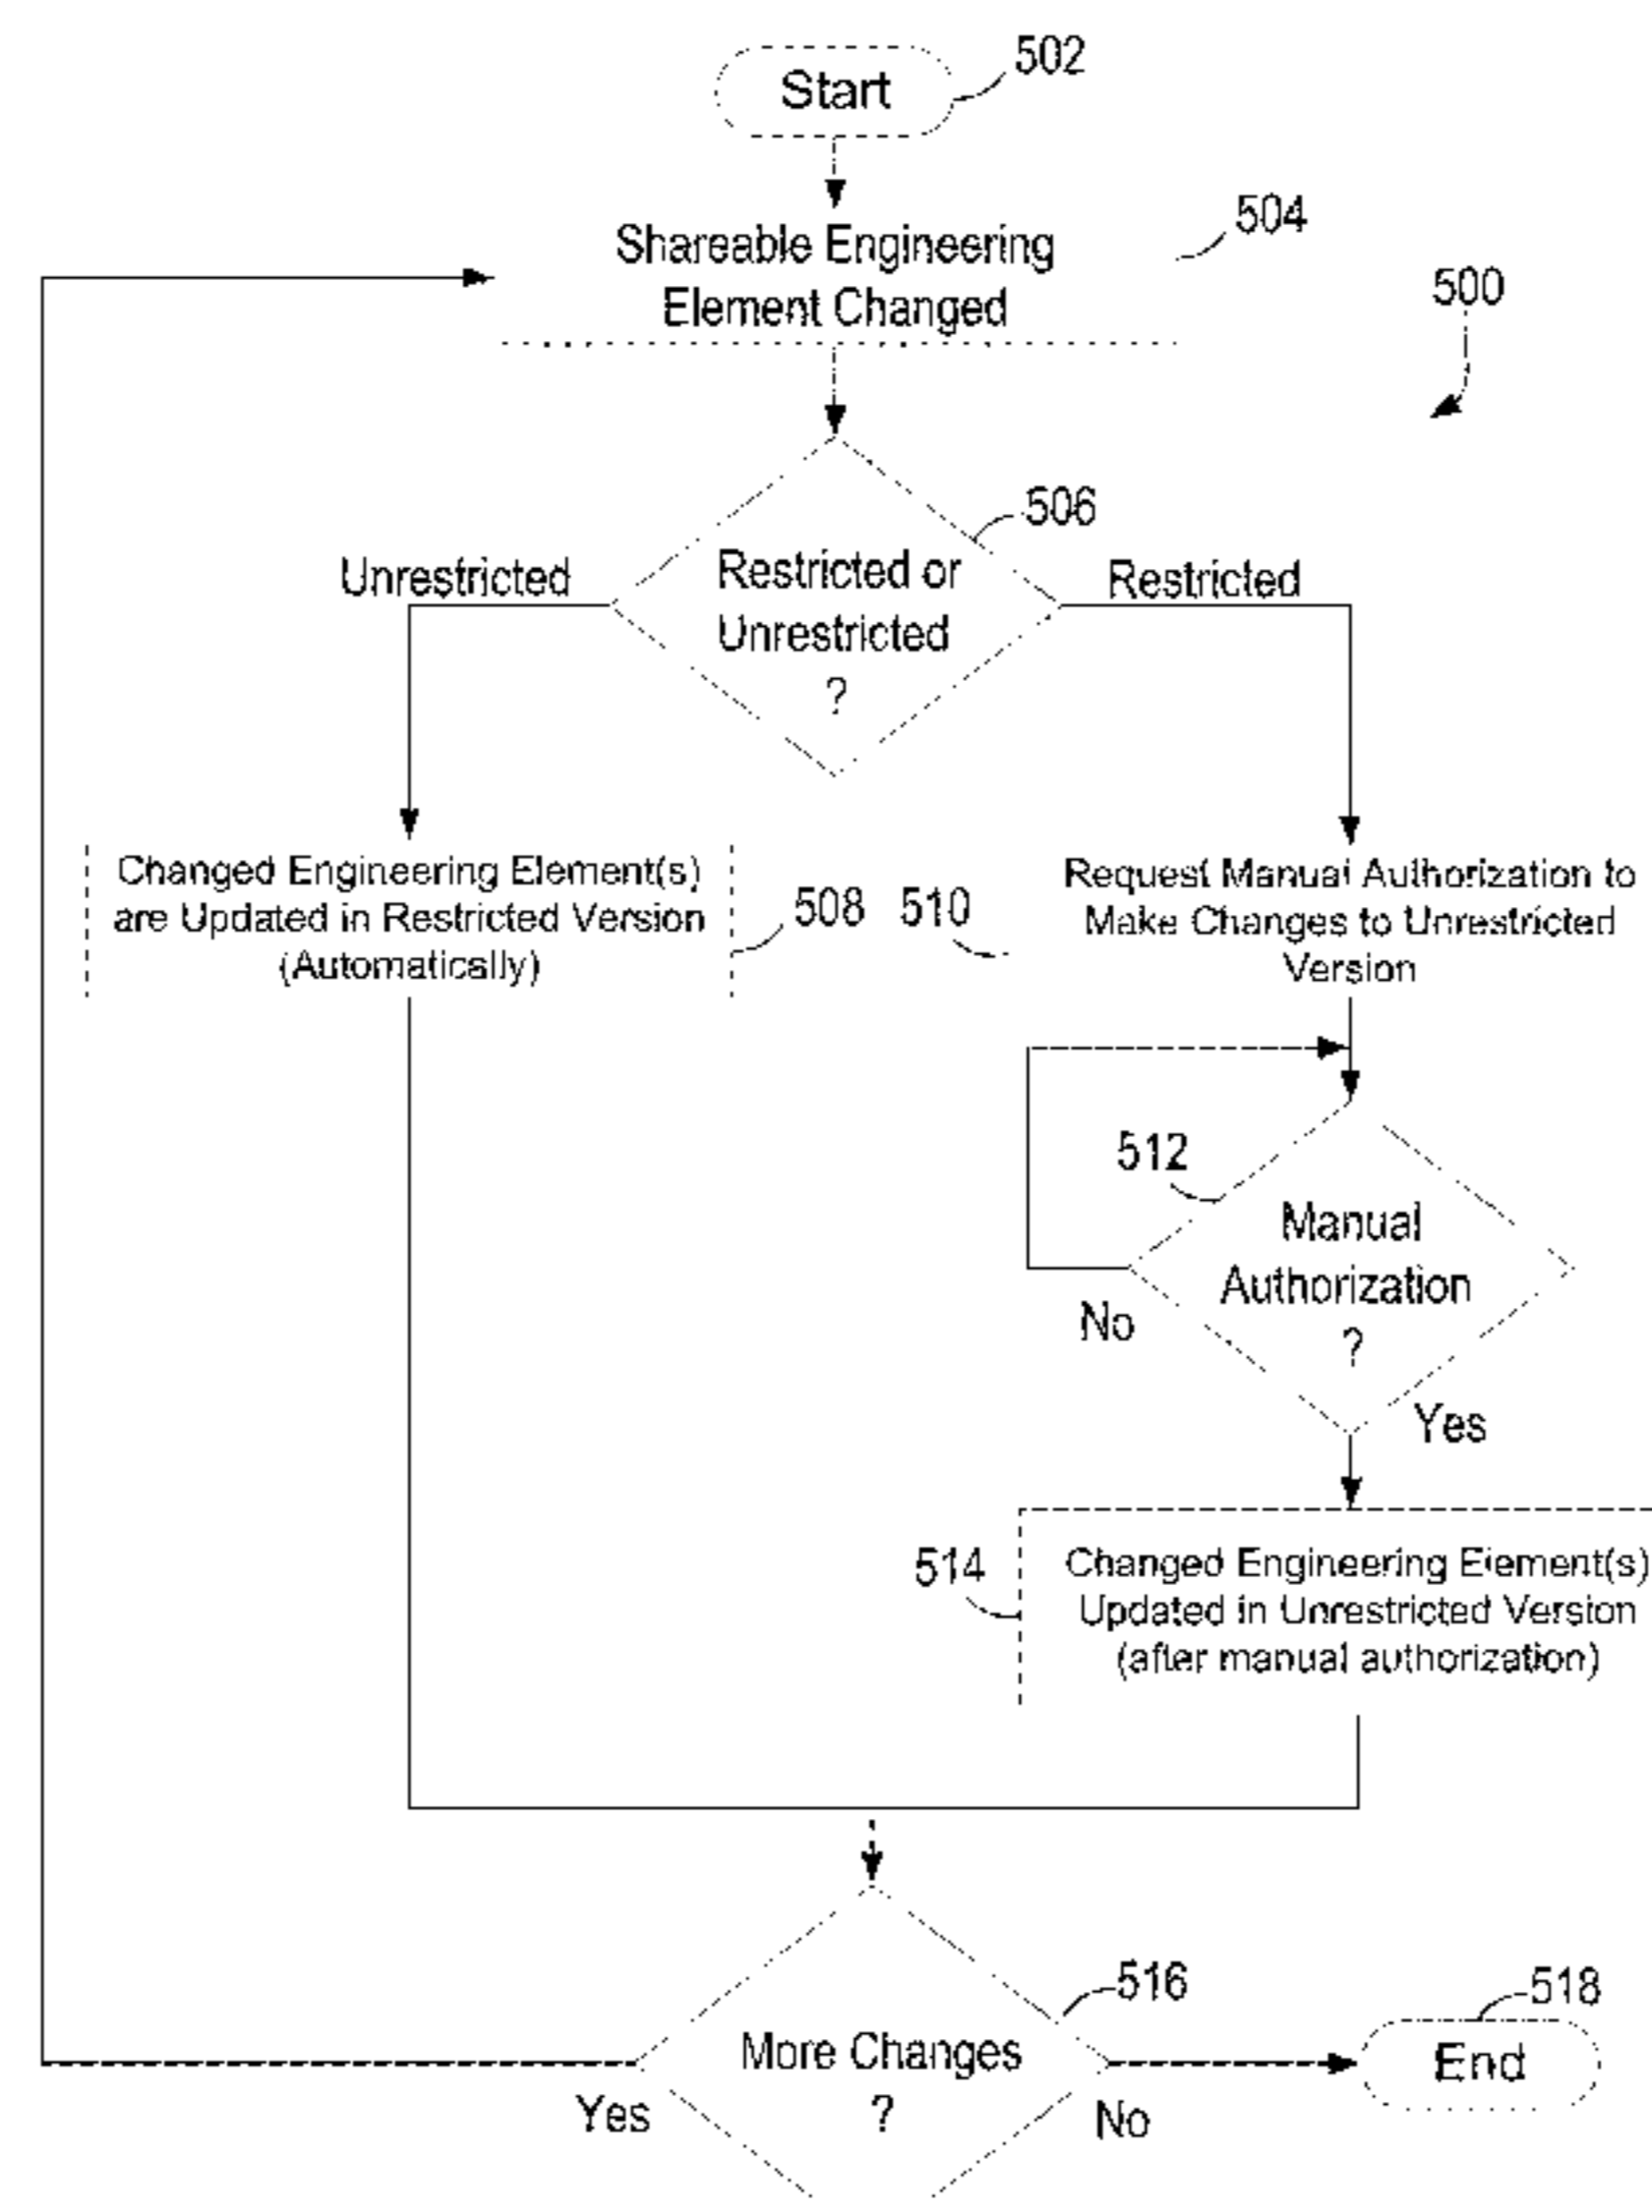 502
Start
504
Shareable Engineering
Element Changed
500
506
Unrestricted
Restricted or
Unrestricted
?
Restricted
Changed Engineering Element(s)
are Updated in Restricted Version
(Automatically)
508
510
Request Manual Authorization to
Make Changes to Unrestricted
Version
512
Manual
Authorization
?
No
Yes
514
Changed Engineering Element(s)
Updated in Unrestricted Version
(after manual authorization)
516
518
More Changes
?
End
Yes
No